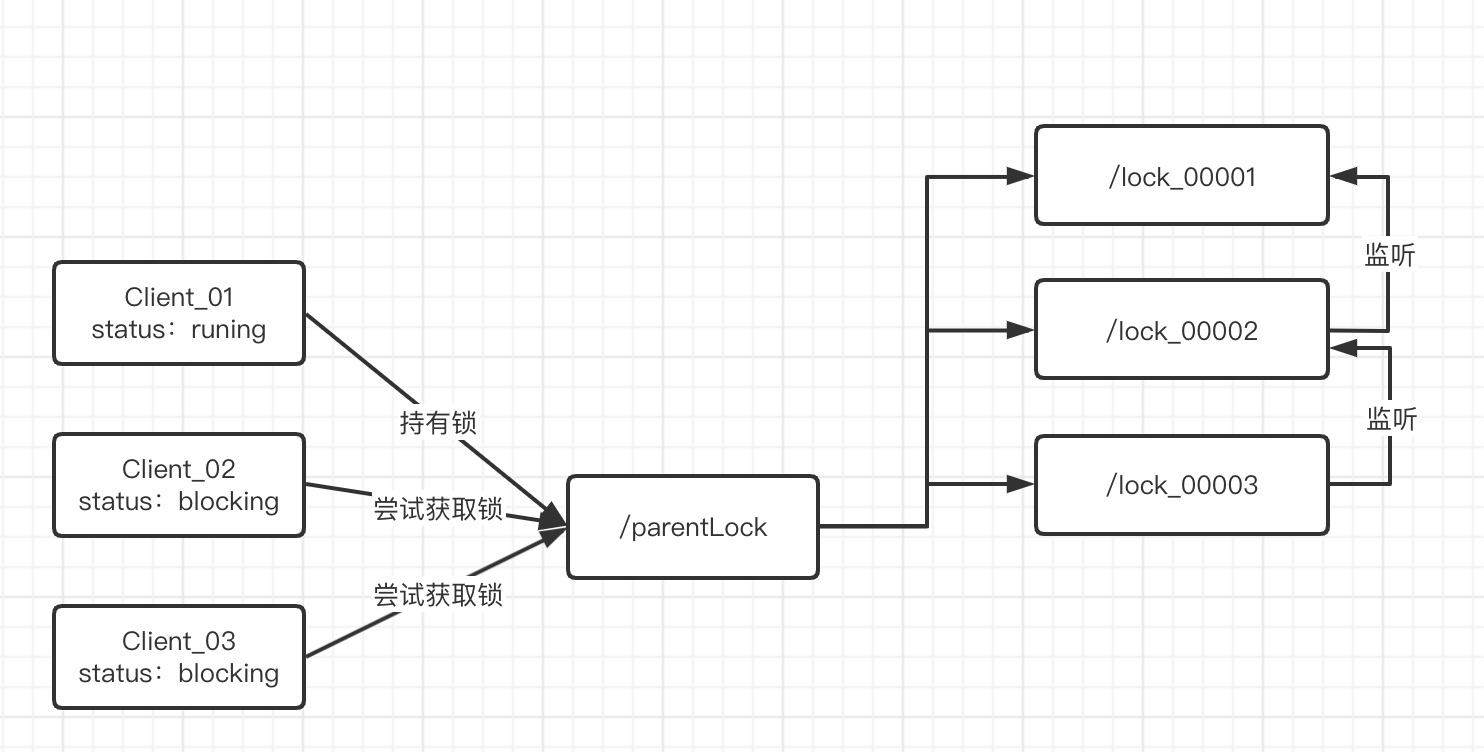 Client_01
status：runing
Client_02
status：blocking
Client_03
status：blocking
持有锁
尝试获取锁
尝试获取锁
/parentLock
/lock_00001
/lock_00002
/lock_00003
监听
监听